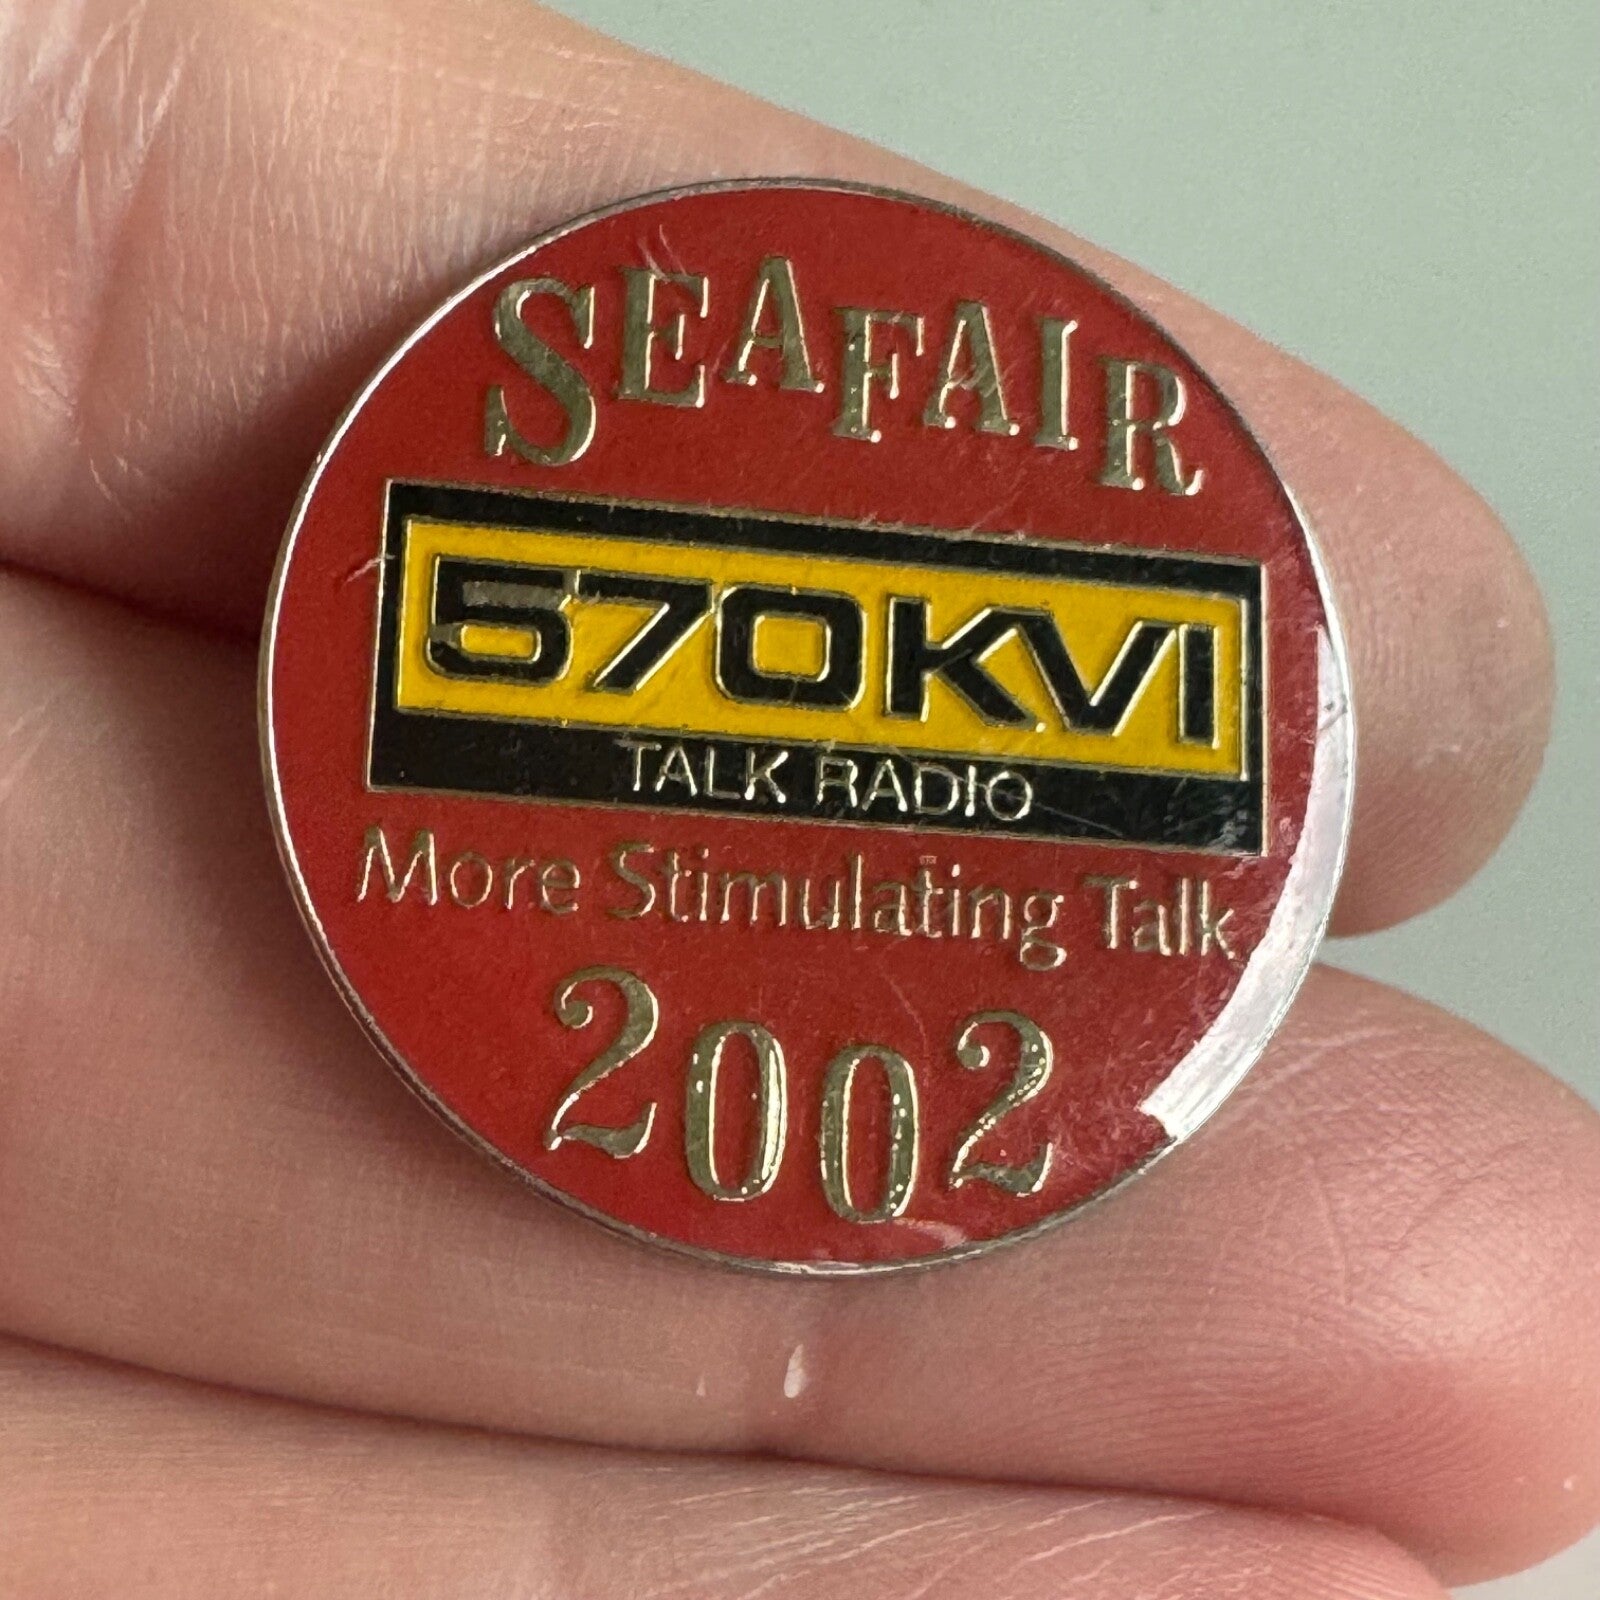 SEAFAIR
570KVI
TALK RADIO
More Stimulating Talk
2002